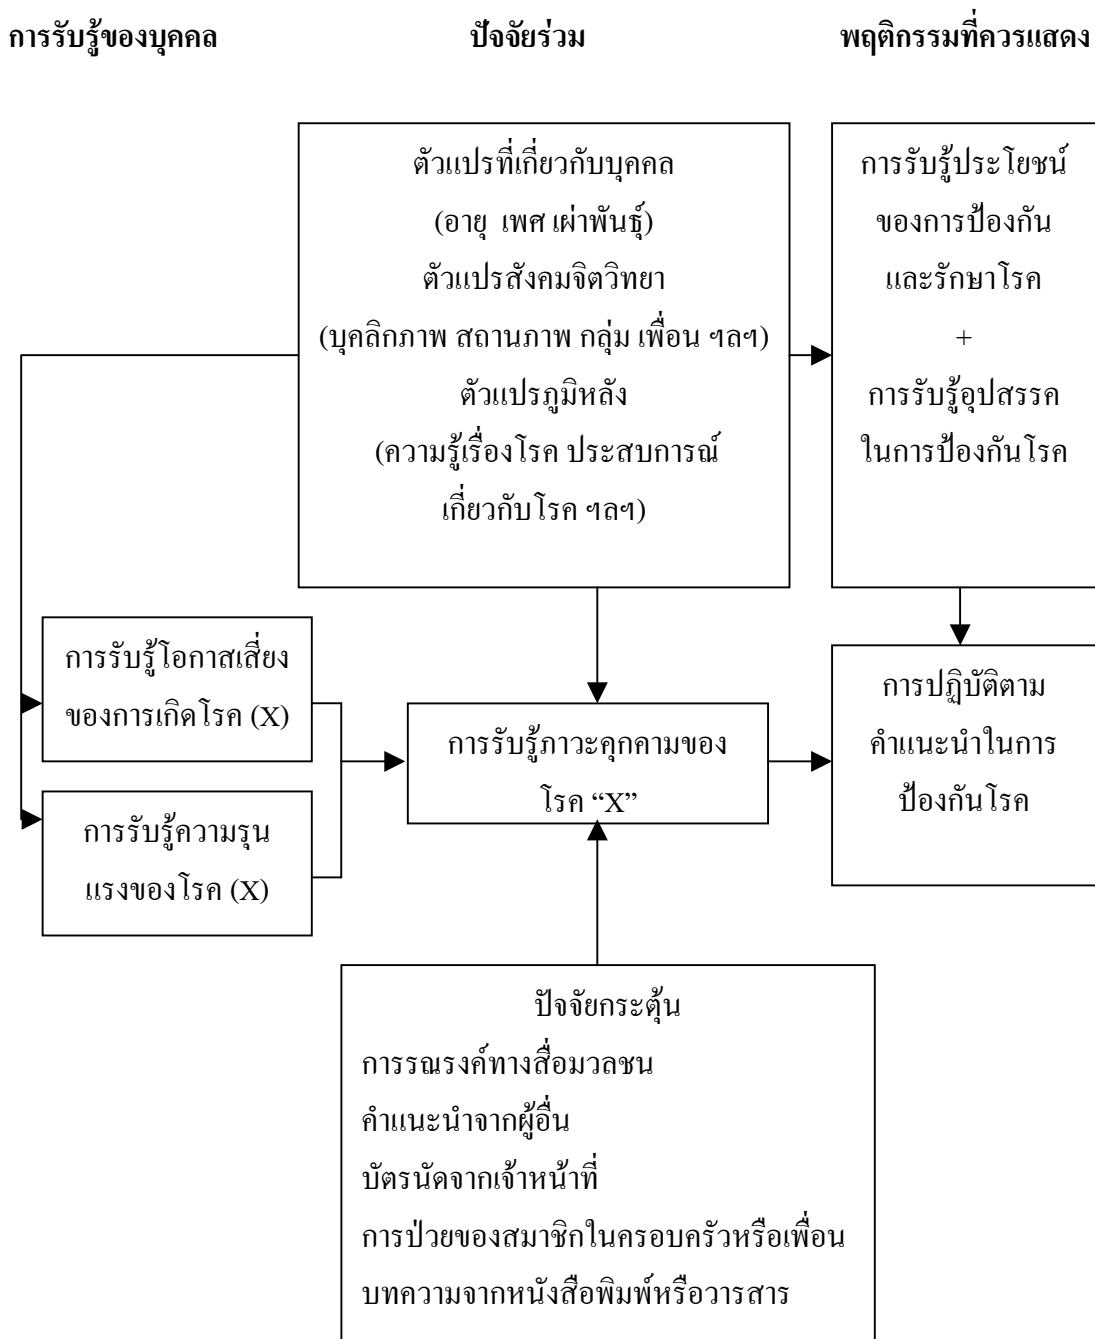 การรับรู้ของบุคคล
ปัจจัยร่วม
พฤติกรรมที่ควรแสดง
ตัวแปรที่เกี่ยวกับบุคคล
(อายุ เพศ เผ่าพันธุ์)
ตัวแปรสังคมจิตวิทยา
(บุคลิกภาพ สถานภาพ กลุ่ม เพื่อน ฯลฯ)
ตัวแปรภูมิหลัง
(ความรู้เรื่องโรค ประสบการณ์
เกี่ยวกับโรค ฯลฯ)
การรับรู้ประโยชน์
ของการป้องกัน
และรักษาโรค
+
การรับรู้อุปสรรค
ในการป้องกันโรค
การรับรู้โอกาสเสี่ยง
ของการเกิดโรค (X)
การรับรู้ความรุน
แรงของโรค (X)
การรับรู้ภาวะคุกคามของ
โรค “X”
การปฏิบัติตาม
คำแนะนำในการ
ป้องกันโรค
ปัจจัยกระตุ้น
การรณรงค์ทางสื่อมวลชน
คำแนะนำจากผู้อื่น
บัตรนัดจากเจ้าหน้าที่
การป่วยของสมาชิกในครอบครัวหรือเพื่อน
บทความจากหนังสือพิมพ์หรือวารสาร